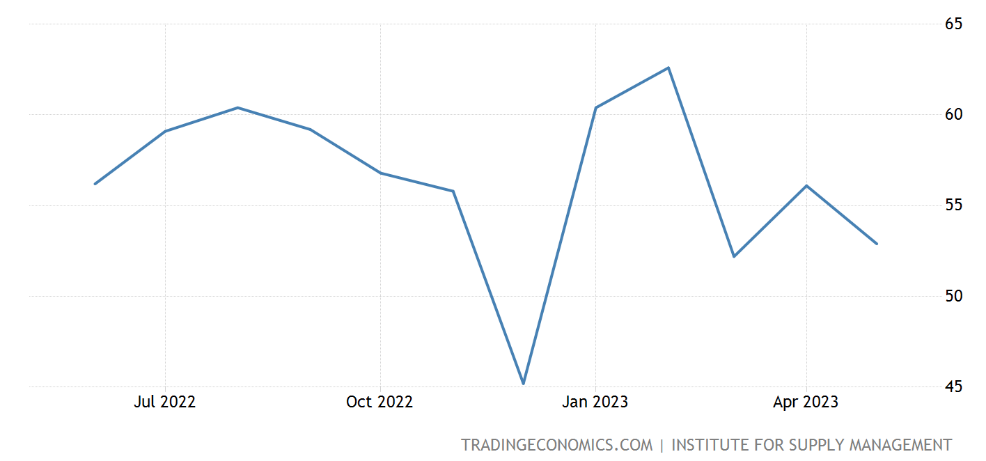 65
60
55
50
45
Jul 2022 Oct 2022 Jan 2023 Apr 2023
TRADINGECONOMICS.COM | INSTITUTE FOR SUPPLY MANAGEMENT